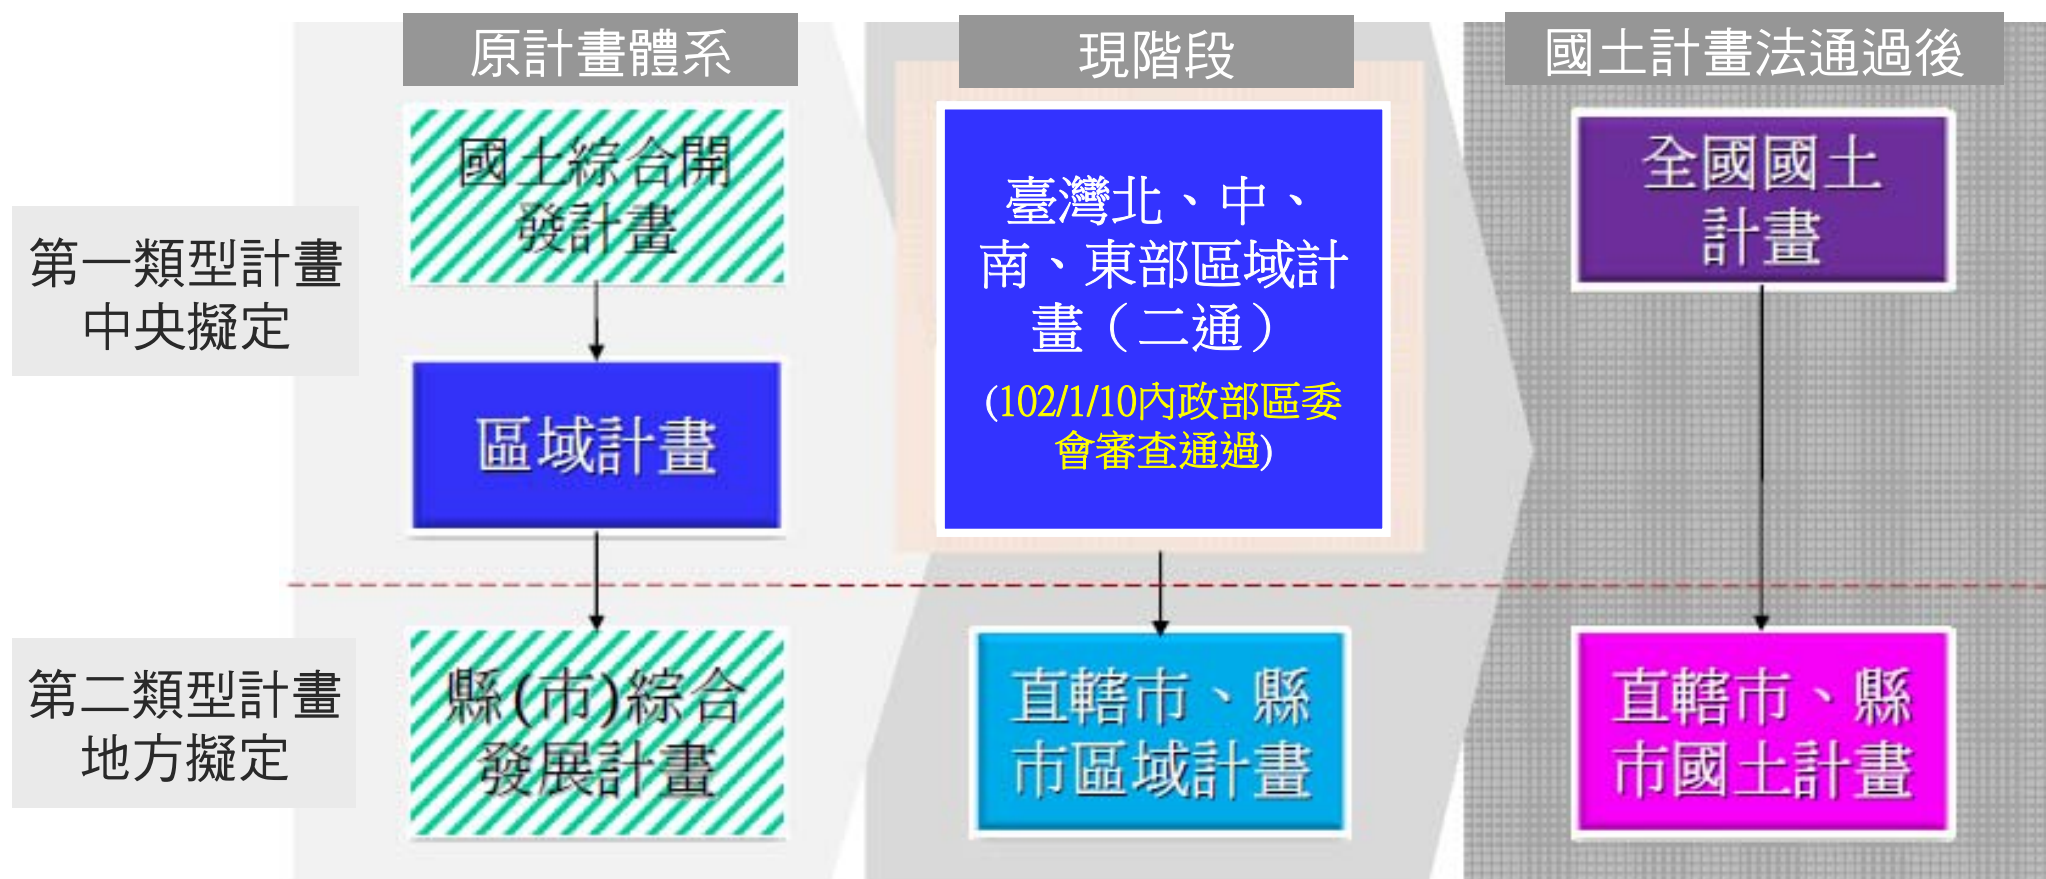 原計畫體系
現階段
國土計畫法通過後
第一類型計畫
中央擬定
國土綜合開
發計畫
區域計畫
臺灣北、中、
南、東部區域計
畫（二通）
(102/1/10內政部區委
會審查通過)
全國國土
計畫
第二類型計畫
地方擬定
縣(市)綜合
發展計畫
直轄市、縣
市區域計畫
直轄市、縣
市國土計畫